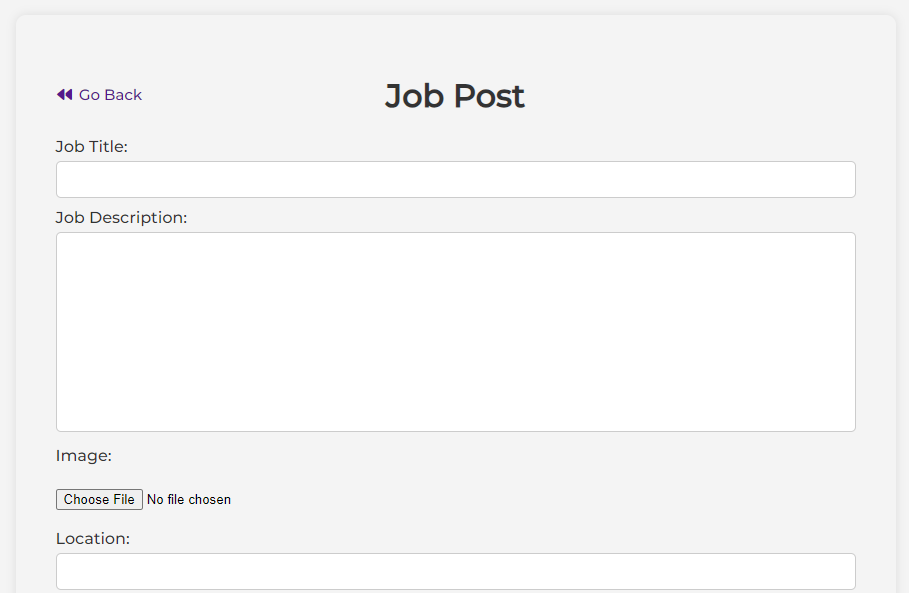 Go Back
Job Post
Job Title:
Job Description:
Image:
Choose File No file chosen
Location: